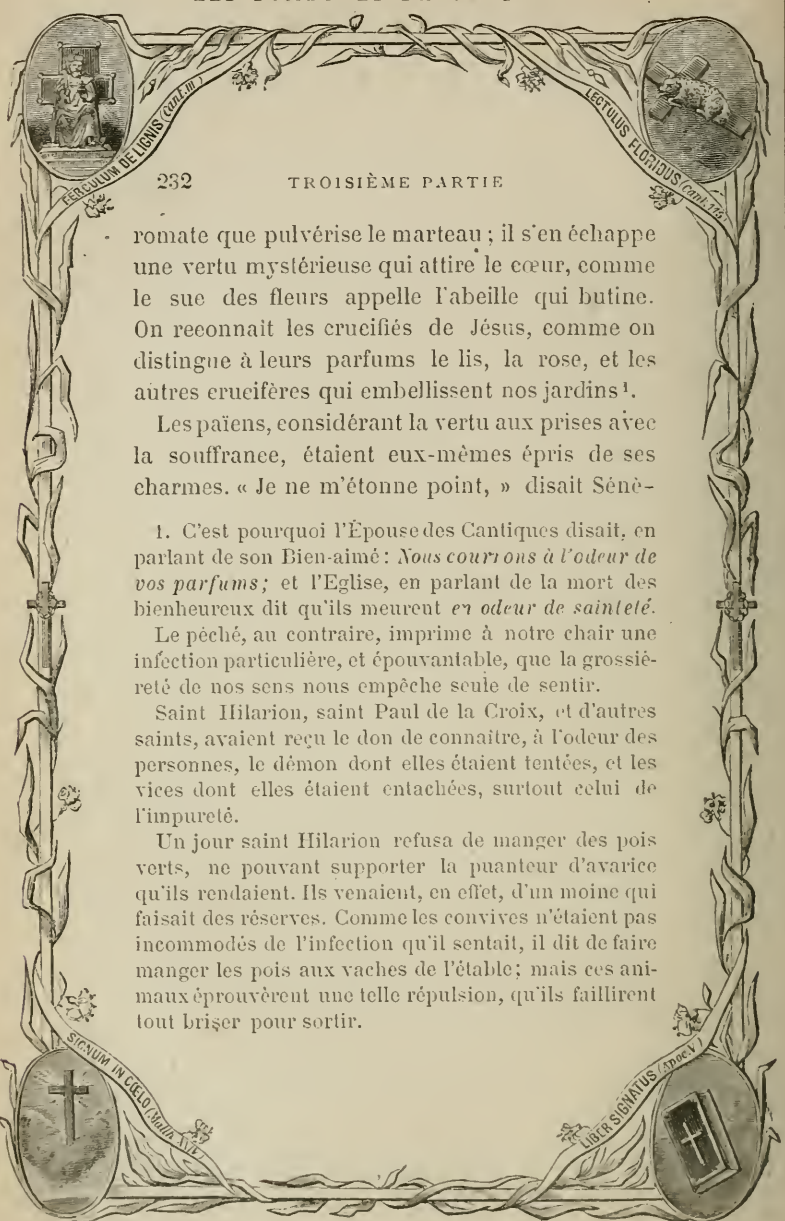 FERCULUM DE LIGNIS (Cant. III)
LECTULUS FLORIDUS (Cant.
232 TROISIÈME PARTIE
romate que pulvérise le marteau ; il s'en échappe
une vertu mystérieuse qui attire le cœur, comme
le suc des fleurs appelle l'abeille qui butine.
On reconnait les crucifiés de Jésus, comme on
distingue à leurs parfums le lis, la rose, et les
autres crucifères qui embellissent nos jardins¹.
Les païens, considérant la vertu aux prises avec
la souffrance, étaient eux-mêmes épris de ses
charmes. « Je ne m'étonne point, » disait Sénè-
1. C'est pourquoi l'Épouse des Cantiques disait, en
parlant de son Bien-aimé : Nous courions à l'odeur de
vos parfums; et l'Eglise, en parlant de la mort des
bienheureux dit qu'ils meurent en odeur de sainteté.
Le péché, au contraire, imprime à notre chair une
infection particulière, et épouvantable, que la grossiè-
reté de nos sens nous empêche seule de sentir.
Saint Hilarion, saint Paul de la Croix, et d'autres
saints, avaient reçu le don de connaître, à l'odeur des
personnes, le démon dont elles étaient tentées, et les
vices dont elles étaient entachées, surtout celui de
l'impureté.
Un jour saint Hilarion refusa de manger des pois
verts, ne pouvant supporter la puanteur d'avarice
qu'ils rendaient. Ils venaient, en effet, d'un moine qui
faisait des réserves. Comme les convives n'étaient pas
incommodés de l'infection qu'il sentait, il dit de faire
manger les pois aux vaches de l'étable; mais ces ani-
maux éprouvèrent une telle répulsion, qu'ils faillirent
tout briser pour sortir.
SIGNUM IN CŒLO (Matth.
LIBER SIGNATUS (Apoc. V)